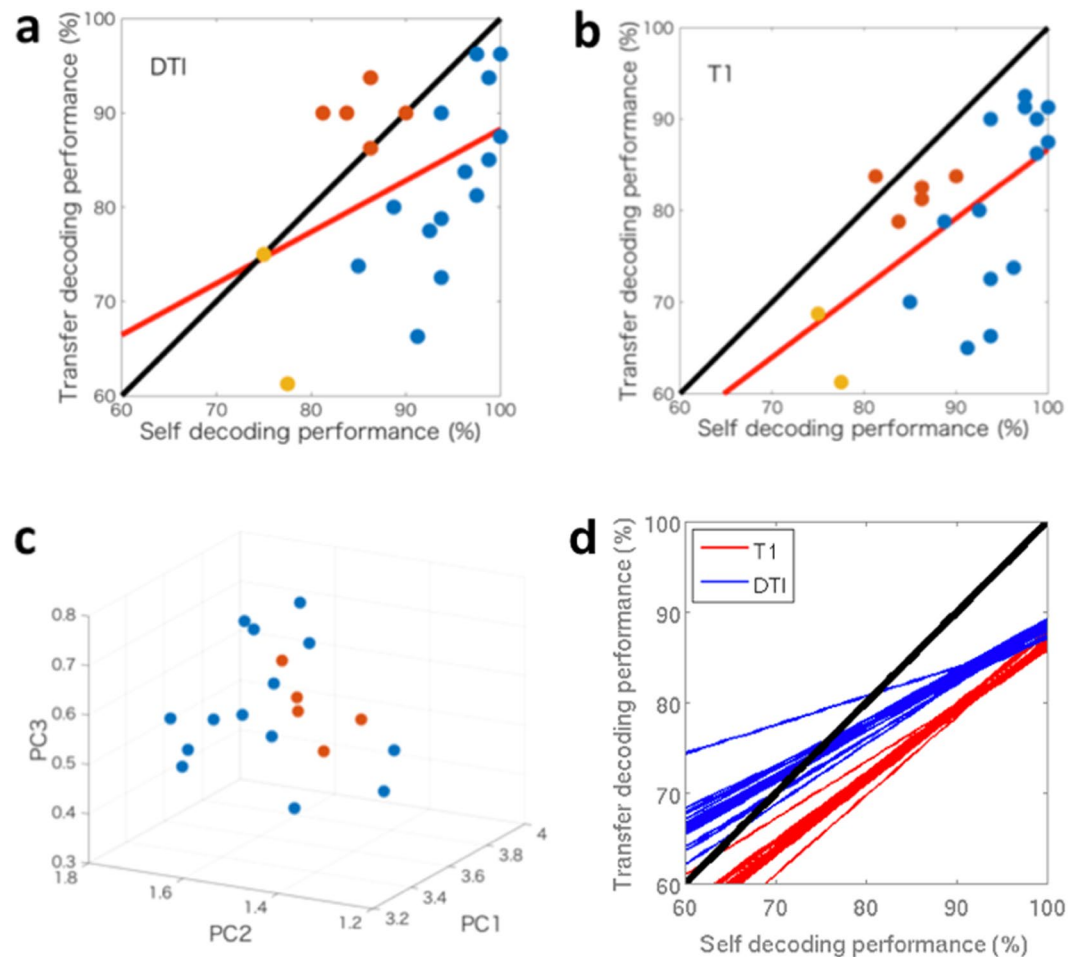 a
DTI
Transfer decoding performance (%)
100
90
80
70
60
60 70 80 90 100
Self decoding performance (%)
b
T1
Transfer decoding performance (%)
100
90
80
70
60
60 70 80 90 100
Self decoding performance (%)
c
PC3
0.8
0.7
0.6
0.5
0.4
0.3
1.8 1.6 1.4 1.2
PC2
3.2 3.4 3.6 3.8 4
PC1
d
T1
DTI
Transfer decoding performance (%)
100
90
80
70
60
60 70 80 90 100
Self decoding performance (%)